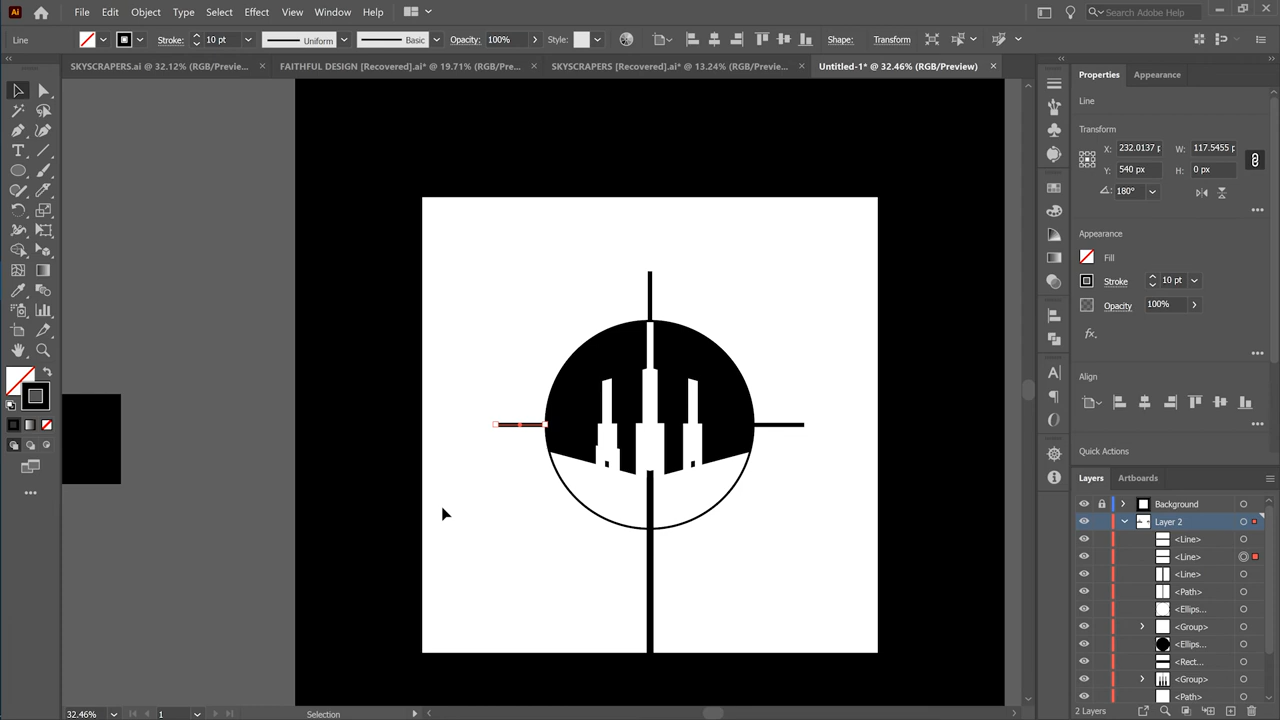 Ai File Edit Object Type Select Effect View Window Help Search Adobe Help
Line Stroke: 10 pt Uniform Basic Opacity: 100% Style: Shape: Transform
SKYSCRAPERS.ai @ 32.12% (RGB/Previe... × FAITHFUL DESIGN [Recovered].ai* @ 19.71% (RGB/Pre... × SKYSCRAPERS [Recovered].ai* @ 13.24% (RGB/Previe... × Untitled-1* @ 32.46% (RGB/Preview) ×
Properties Appearance
Line
Transform
X: 232.0137 p W: 117.5455 p
Y: 540 px H: 0 px
180°
Appearance
Fill
Stroke 10 pt
Opacity 100%
fx.
Align
Quick Actions
Layers Artboards
Background
Layer 2
<Line>
<Line>
<Line>
<Path>
<Ellips...
<Group>
<Ellips...
<Rect...
<Group>
<Path>
2 Layers
32.46% 1 Selection